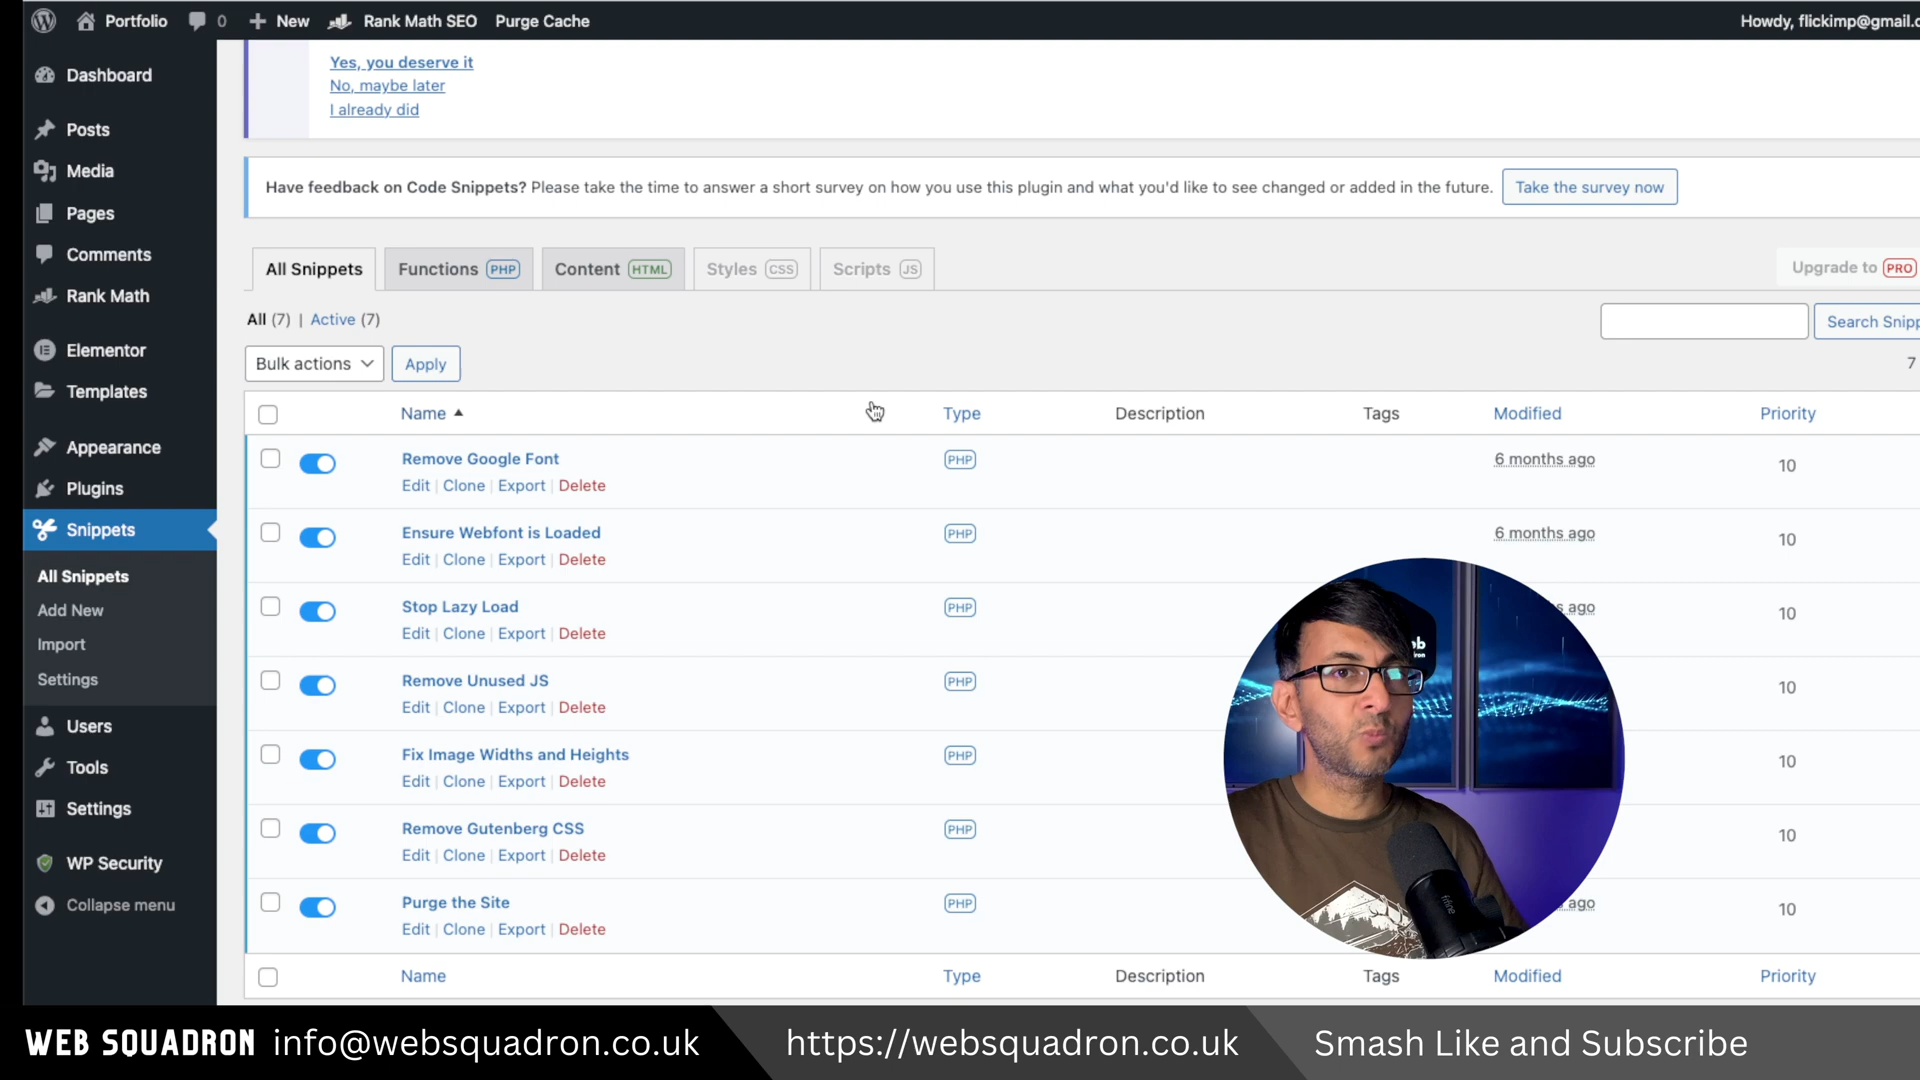 Portfolio 0 New Rank Math SEO Purge Cache Howdy, flickimp@gmail.c
Yes, you deserve it
No, maybe later
I already did
Have feedback on Code Snippets? Please take the time to answer a short survey on how you use this plugin and what you'd like to see changed or added in the future. Take the survey now
Dashboard
Posts
Media
Pages
Comments
Rank Math
Elementor
Templates
Appearance
Plugins
Snippets
All Snippets
Add New
Import
Settings
Users
Tools
Settings
WP Security
Collapse menu
All Snippets Functions PHP Content HTML Styles CSS Scripts JS Upgrade to PRO
All (7) | Active (7)
Search Snipp
Bulk actions Apply 7
Name Type Description Tags Modified Priority
Remove Google Font PHP 6 months ago 10
Edit | Clone | Export | Delete
Ensure Webfont is Loaded PHP 6 months ago 10
Edit | Clone | Export | Delete
Stop Lazy Load PHP s ago 10
Edit | Clone | Export | Delete
Remove Unused JS PHP 10
Edit | Clone | Export | Delete
Fix Image Widths and Heights PHP 10
Edit | Clone | Export | Delete
Remove Gutenberg CSS PHP 10
Edit | Clone | Export | Delete
Purge the Site PHP ago 10
Edit | Clone | Export | Delete
Name Type Description Tags Modified Priority
WEB SQUADRON info@websquadron.co.uk https://websquadron.co.uk Smash Like and Subscribe